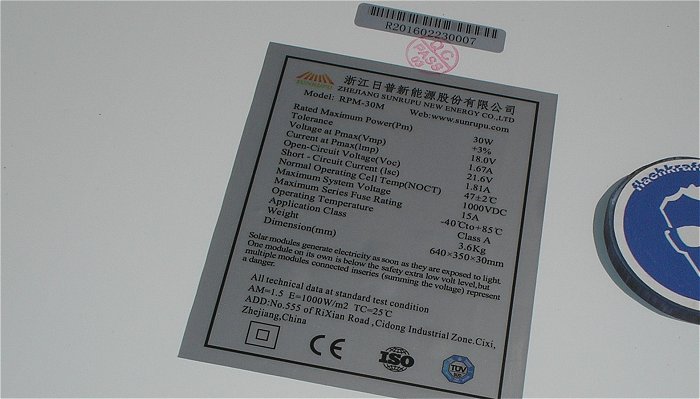 R201602230007
QC
PASS
03
SUNRUPU
浙江日普新能源股份有限公司
ZHEJIANG SUNRUPU NEW ENERGY CO.,LTD
Model: RPM-30M Web:www.sunrupu.com
Rated Maximum Power(Pm) 30W
Tolerance +3%
Voltage at Pmax(Vmp) 18.0V
Current at Pmax(Imp) 1.67A
Open-Circuit Voltage(Voc) 21.6V
Short - Circuit Current (Isc) 1.81A
Normal Operating Cell Temp(NOCT) 47±2℃
Maximum System Voltage 1000VDC
Maximum Series Fuse Rating 15A
Operating Temperature -40℃to+85℃
Application Class Class A
Weight 3.6Kg
Dimension(mm) 640×350×30mm
Solar modules generate electricity as soon as they are exposed to light.
One module on its own is below the safety extra low volt level,but
multiple modules connected inseries (summing the voltage) represent
a danger.
All technical data at standard test condition
AM=1.5 E=1000W/m2 TC=25℃
ADD:No.555 of RiXian Road ,Cidong Industrial Zone,Cixi,
Zhejiang,China
CE
ISO
TÜV